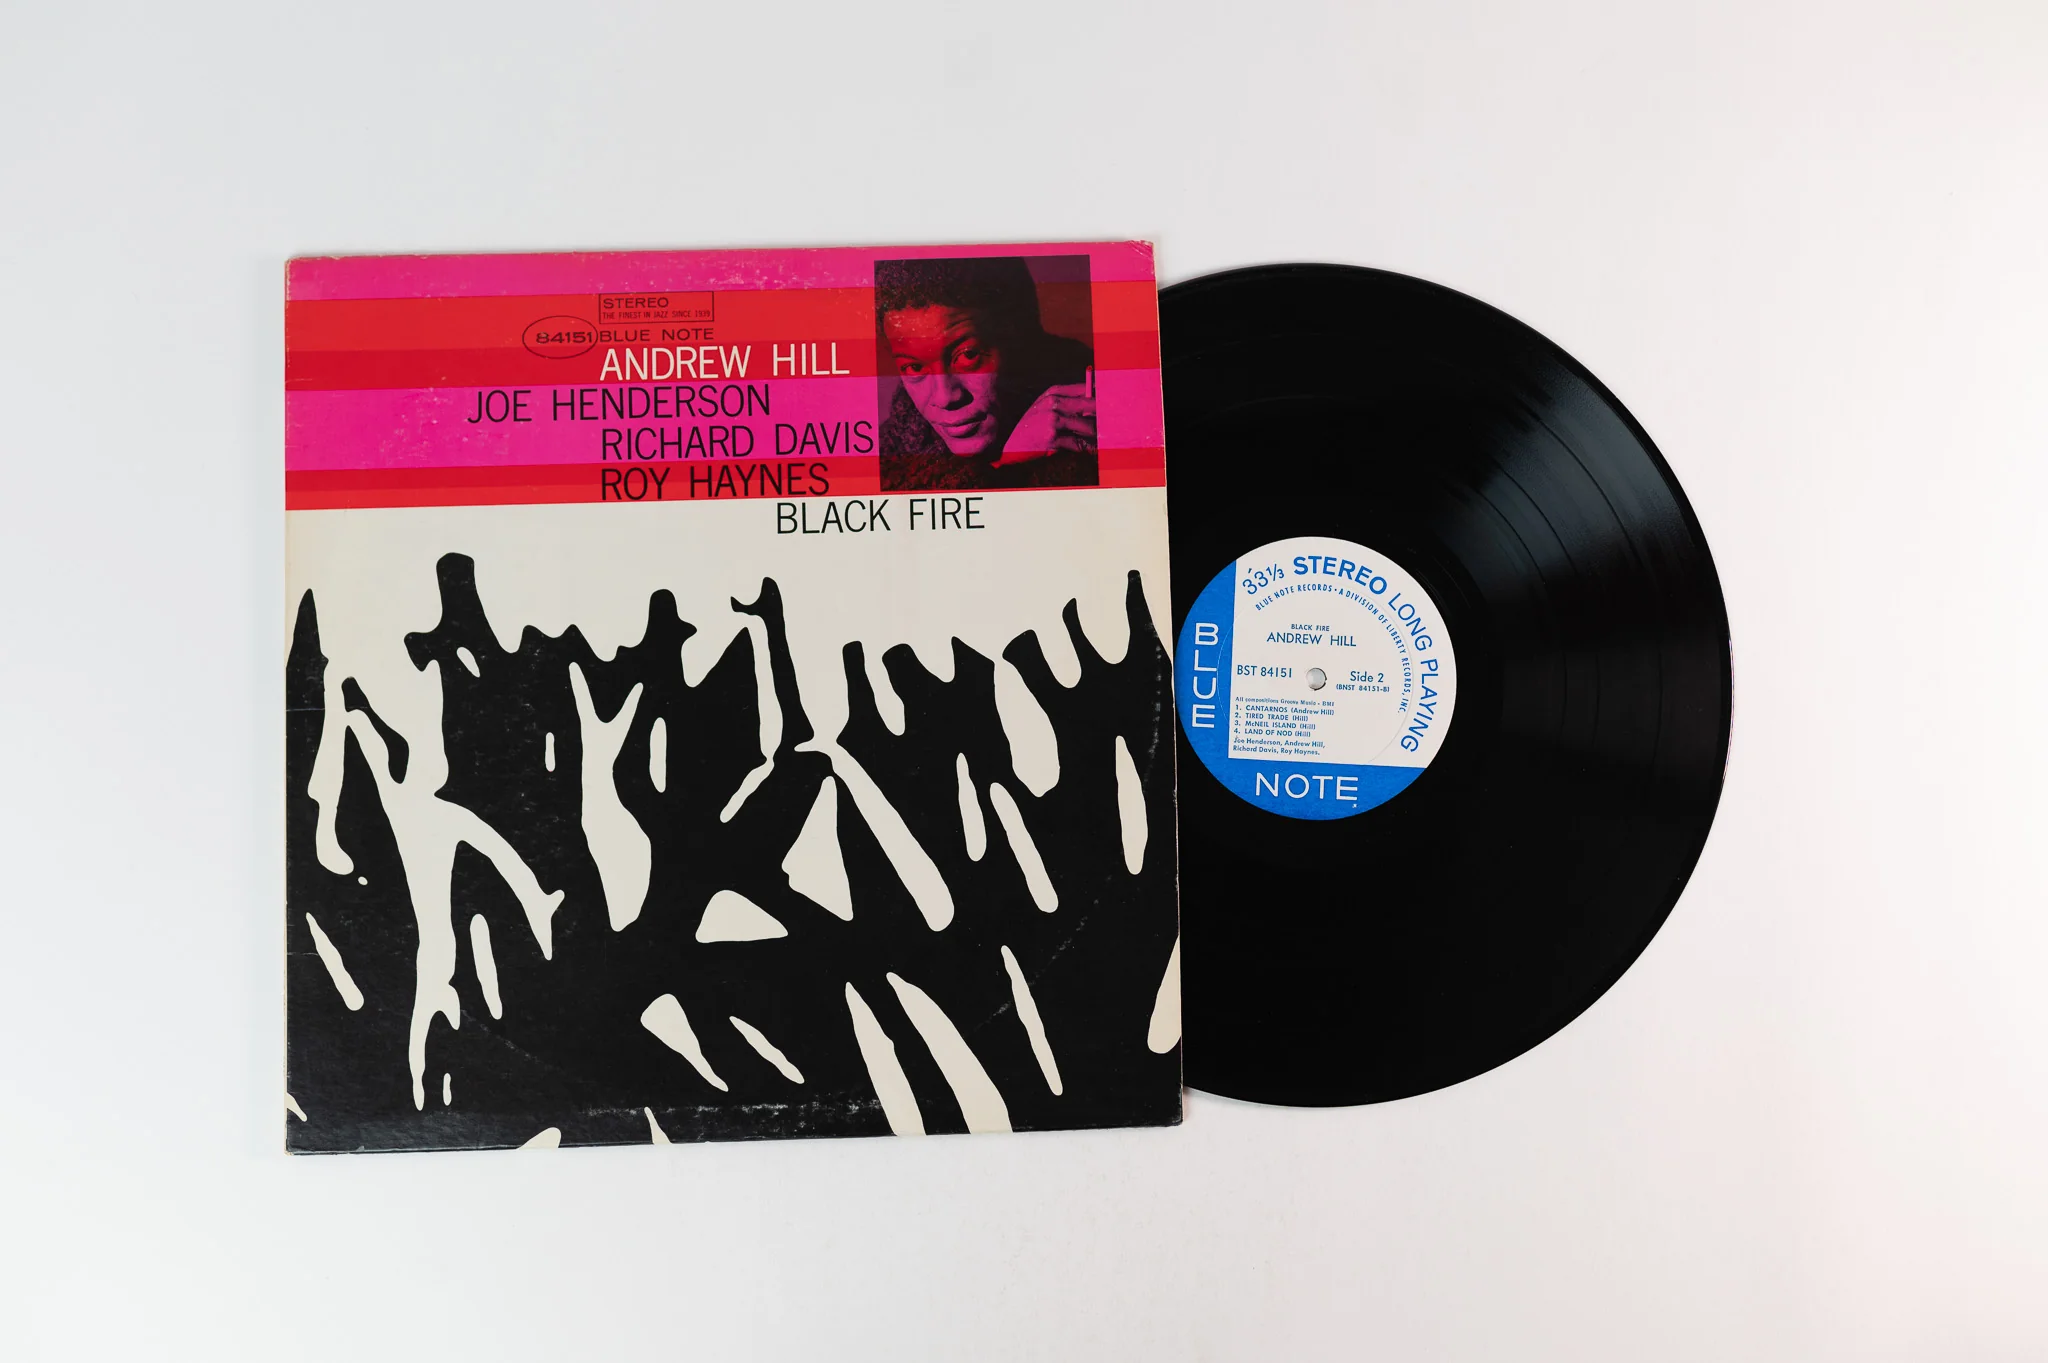 STEREO
THE FINEST IN JAZZ SINCE 1939
84151 BLUE NOTE
ANDREW HILL
JOE HENDERSON
RICHARD DAVIS
ROY HAYNES
BLACK FIRE
33 1/3 STEREO LONG PLAYING
BLUE NOTE RECORDS • A DIVISION OF LIBERTY RECORDS, INC.
BLACK FIRE
ANDREW HILL
BST 84151
Side 2
(BNST 84151-B)
All compositions Groove Music - BMI
1. CANTARNOS (Andrew Hill)
2. TIRED TRADE (Hill)
3. McNEIL ISLAND (Hill)
4. LAND OF NOD (Hill)
Joe Henderson, Andrew Hill,
Richard Davis, Roy Haynes.
BLUE
NOTE